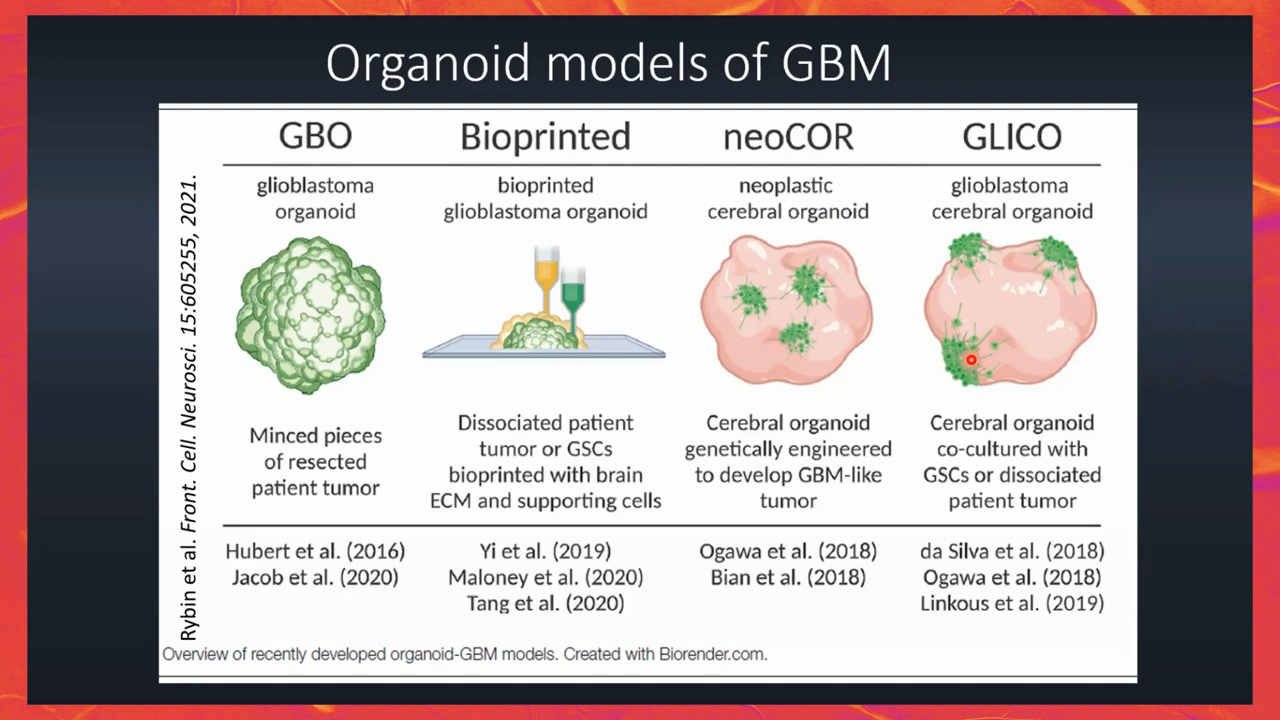 Organoid models of GBM
Rybin et al. Front. Cell. Neurosci. 15:605255, 2021.
GBO
glioblastoma
organoid
Minced pieces
of resected
patient tumor
Hubert et al. (2016)
Jacob et al. (2020)
Bioprinted
bioprinted
glioblastoma organoid
Dissociated patient
tumor or GSCs
bioprinted with brain
ECM and supporting cells
Yi et al. (2019)
Maloney et al. (2020)
Tang et al. (2020)
neoCOR
neoplastic
cerebral organoid
Cerebral organoid
genetically engineered
to develop GBM-like
tumor
Ogawa et al. (2018)
Bian et al. (2018)
GLICO
glioblastoma
cerebral organoid
Cerebral organoid
co-cultured with
GSCs or dissociated
patient tumor
da Silva et al. (2018)
Ogawa et al. (2018)
Linkous et al. (2019)
Overview of recently developed organoid-GBM models. Created with Biorender.com.